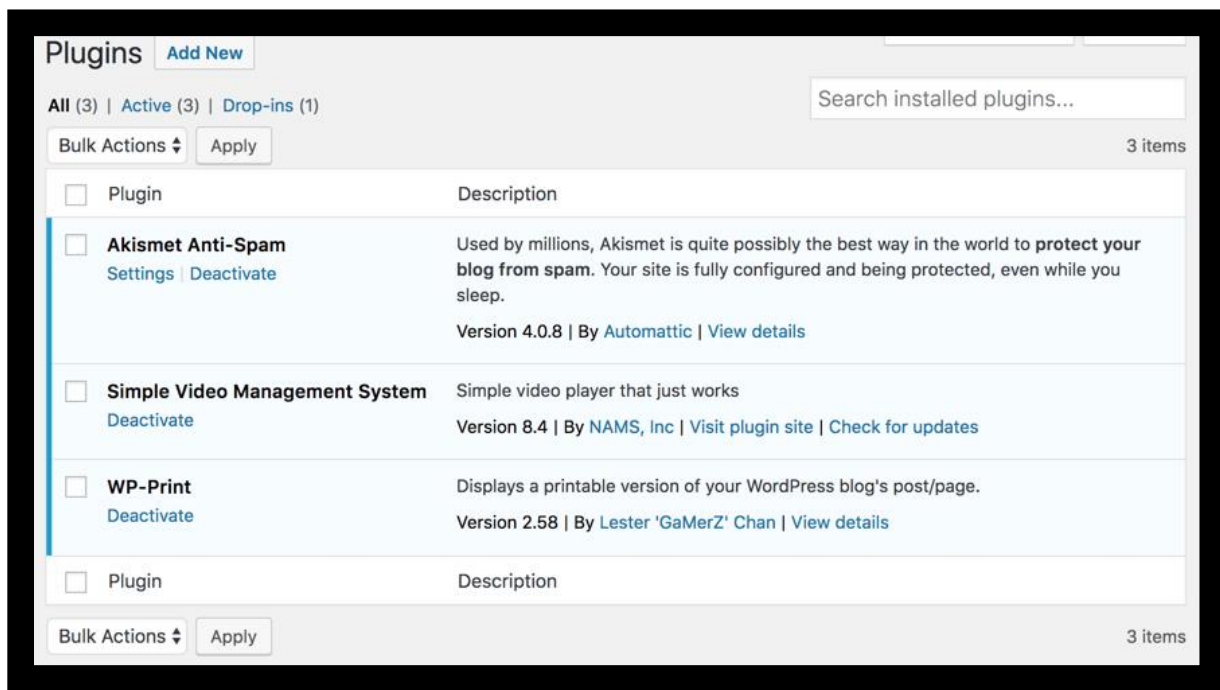 Plugins Add New
All (3) | Active (3) | Drop-ins (1)
Search installed plugins...
Bulk Actions Apply
3 items
Plugin Description
Akismet Anti-Spam
Settings | Deactivate
Used by millions, Akismet is quite possibly the best way in the world to protect your
blog from spam. Your site is fully configured and being protected, even while you
sleep.
Version 4.0.8 | By Automattic | View details
Simple Video Management System
Deactivate
Simple video player that just works
Version 8.4 | By NAMS, Inc | Visit plugin site | Check for updates
WP-Print
Deactivate
Displays a printable version of your WordPress blog's post/page.
Version 2.58 | By Lester 'GaMerZ' Chan | View details
Plugin Description
Bulk Actions Apply
3 items